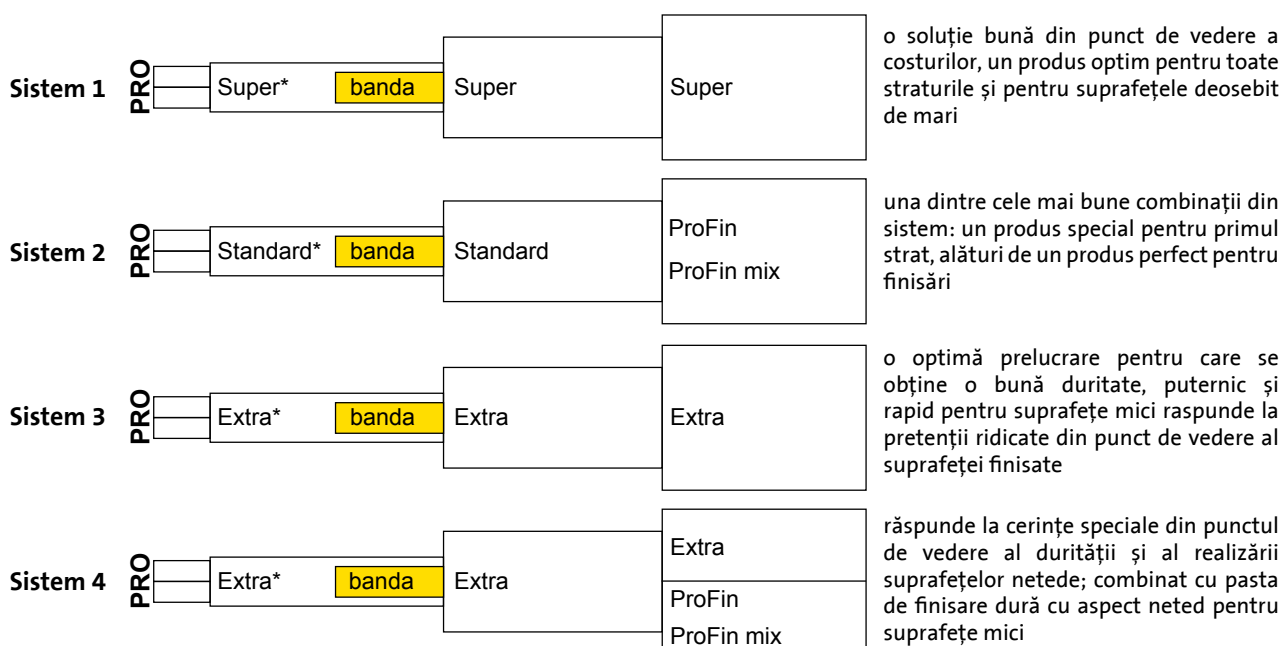 Sistem 1
PRO
Super*
banda
Super
Super
o soluție bună din punct de vedere a
costurilor, un produs optim pentru toate
straturile și pentru suprafețele deosebit
de mari
Sistem 2
PRO
Standard*
banda
Standard
ProFin
ProFin mix
una dintre cele mai bune combinații din
sistem: un produs special pentru primul
strat, alături de un produs perfect pentru
finisări
Sistem 3
PRO
Extra*
banda
Extra
Extra
o optimă prelucrare pentru care se
obține o bună duritate, puternic și
rapid pentru suprafețe mici raspunde la
pretenții ridicate din punct de vedere al
suprafeței finisate
Sistem 4
PRO
Extra*
banda
Extra
Extra
ProFin
ProFin mix
răspunde la cerințe speciale din punctul
de vedere al durității și al realizării
suprafețelor netede; combinat cu pasta
de finisare dură cu aspect neted pentru
suprafețe mici